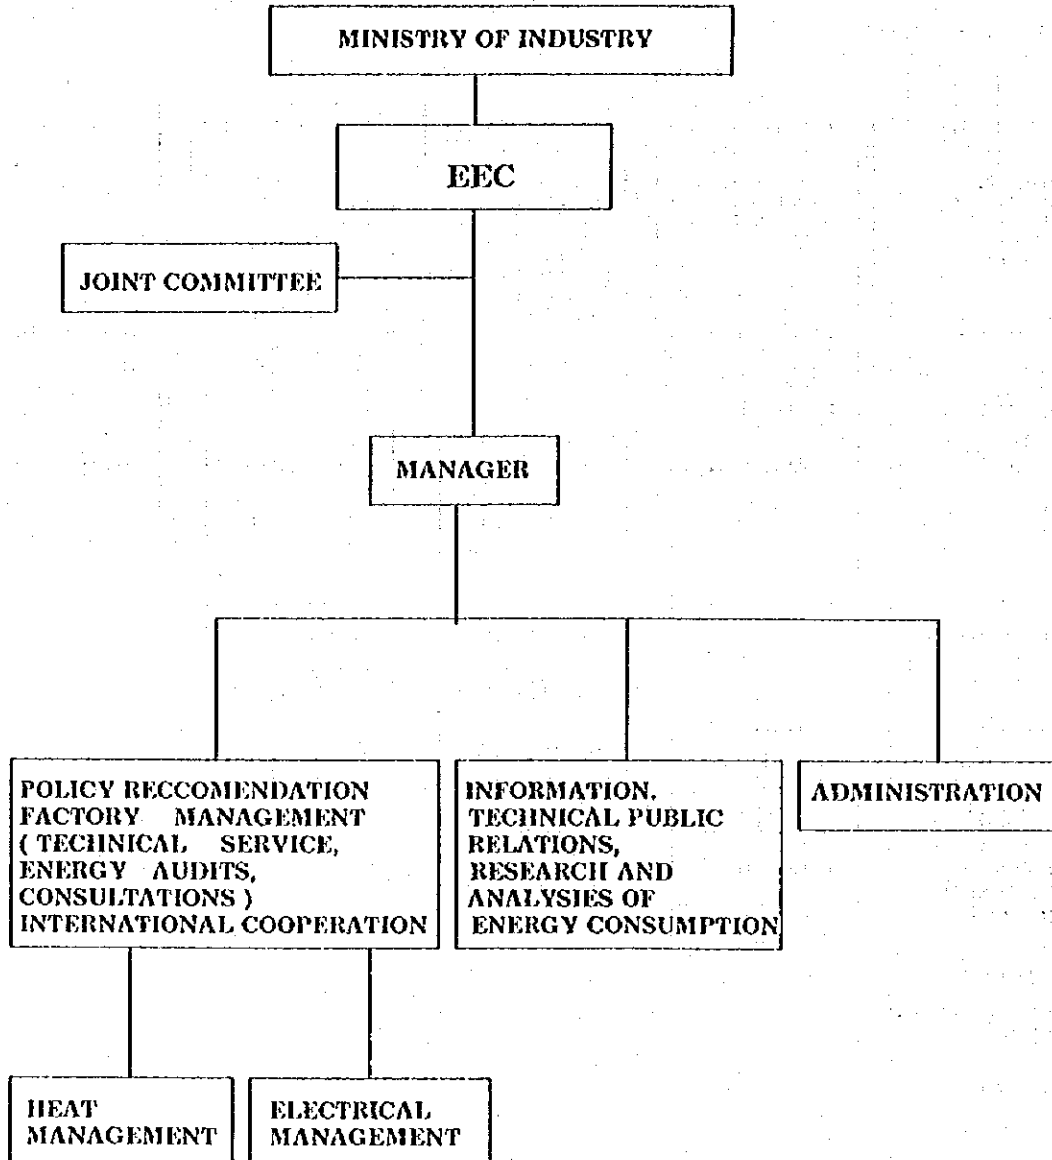 MINISTRY OF INDUSTRY
EEC
JOINT COMMITTEE
MANAGER
POLICY RECCOMENDATION
FACTORY MANAGEMENT
( TECHNICAL SERVICE,
ENERGY AUDITS,
CONSULTATIONS )
INTERNATIONAL COOPERATION
INFORMATION,
TECHNICAL PUBLIC
RELATIONS,
RESEARCH AND
ANALYSIES OF
ENERGY CONSUMPTION
ADMINISTRATION
HEAT
MANAGEMENT
ELECTRICAL
MANAGEMENT